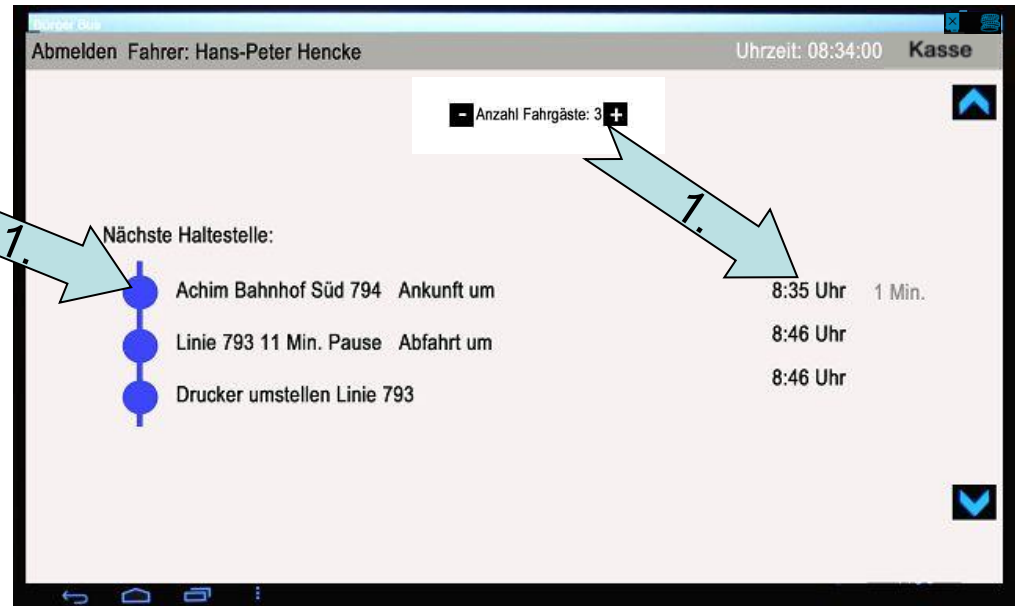 Bürger Bus
Abmelden Fahrer: Hans-Peter Hencke Uhrzeit: 08:34:00 Kasse
- Anzahl Fahrgäste: 3 +
1.
1.
Nächste Haltestelle:
Achim Bahnhof Süd 794 Ankunft um 8:35 Uhr 1 Min.
Linie 793 11 Min. Pause Abfahrt um 8:46 Uhr
Drucker umstellen Linie 793 8:46 Uhr